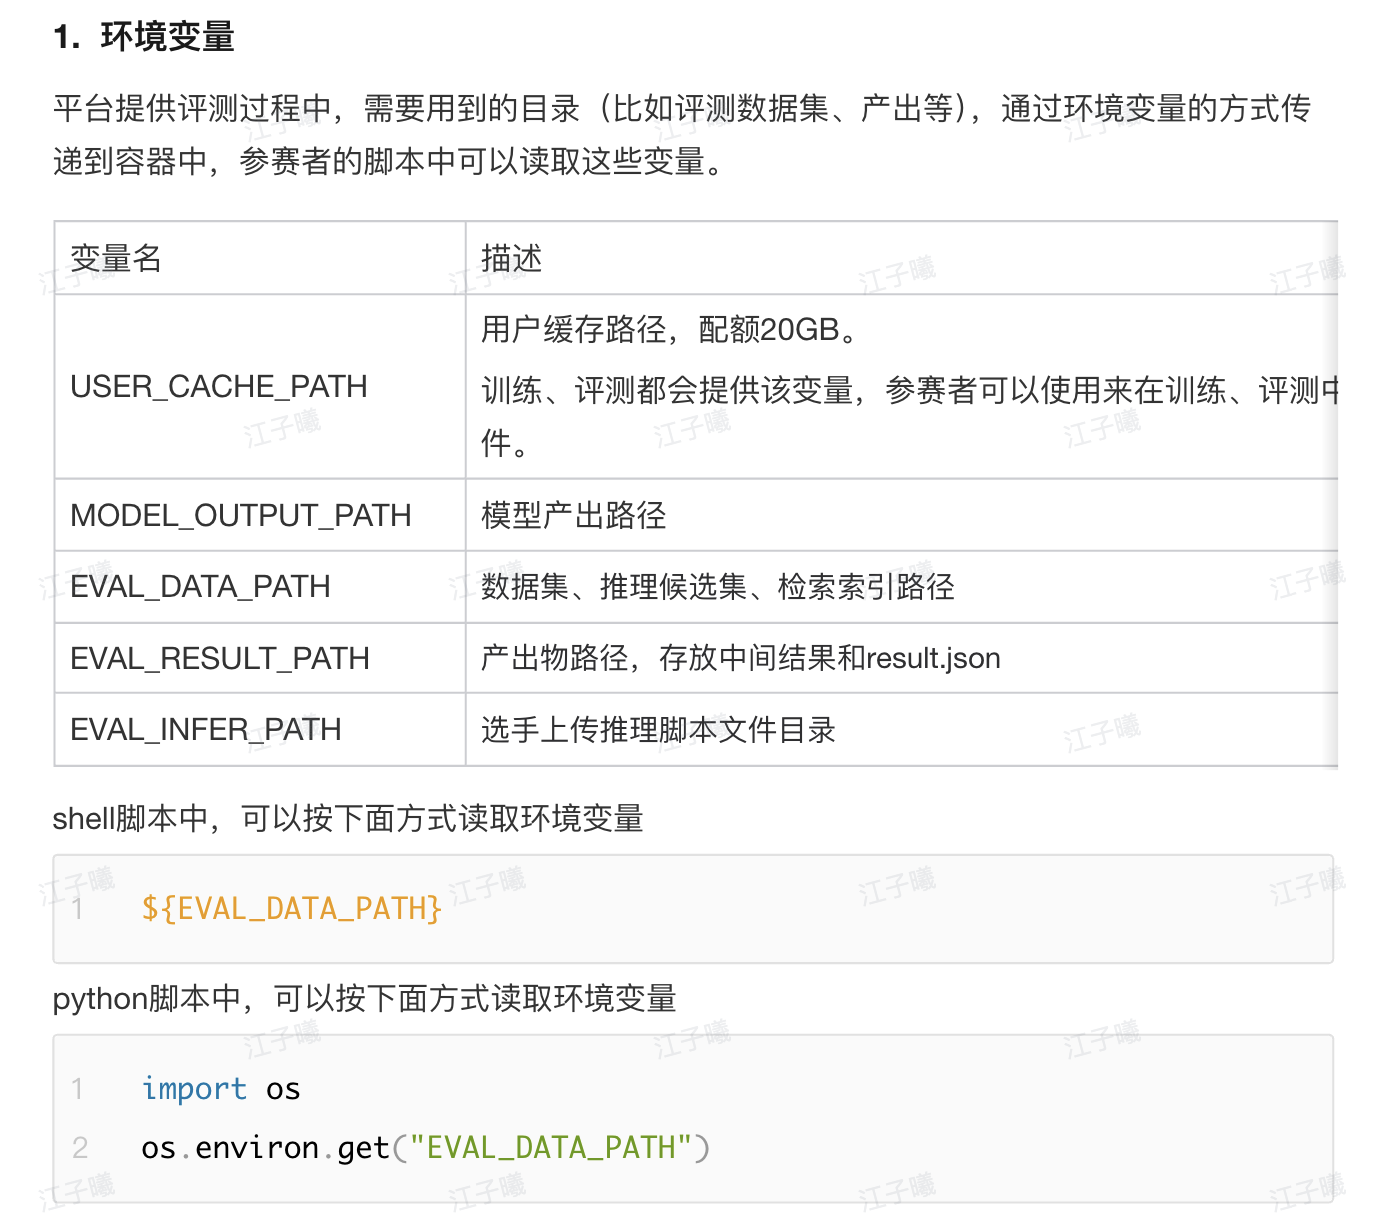 1. 环境变量
平台提供评测过程中，需要用到的目录（比如评测数据集、产出等），通过环境变量的方式传
递到容器中，参赛者的脚本中可以读取这些变量。
变量名 描述
USER_CACHE_PATH
用户缓存路径，配额20GB。
训练、评测都会提供该变量，参赛者可以使用来在训练、评测中
件。
MODEL_OUTPUT_PATH 模型产出路径
EVAL_DATA_PATH 数据集、推理候选集、检索索引路径
EVAL_RESULT_PATH 产出物路径，存放中间结果和result.json
EVAL_INFER_PATH 选手上传推理脚本文件目录
shell脚本中，可以按下面方式读取环境变量
1 ${EVAL_DATA_PATH}
python脚本中，可以按下面方式读取环境变量
1 import os
2 os.environ.get("EVAL_DATA_PATH")
江子曦